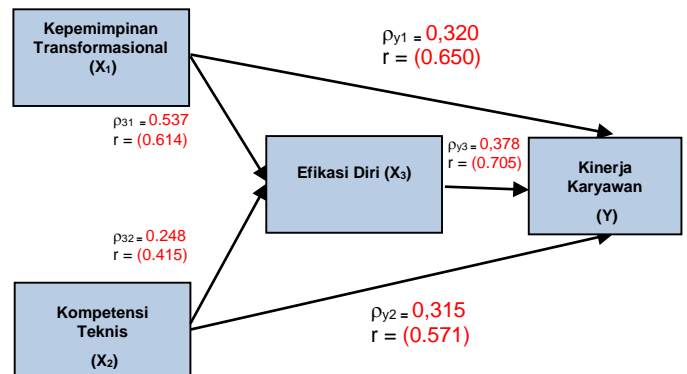 Kepemimpinan
Transformasional
(X₁)
ρy1 = 0,320
r = (0.650)
ρ31 = 0.537
r = (0.614)
Efikasi Diri (X₃)
ρy3 = 0,378
r = (0.705)
Kinerja
Karyawan
(Y)
ρ32 = 0.248
r = (0.415)
Kompetensi
Teknis
(X₂)
ρy2 = 0,315
r = (0.571)